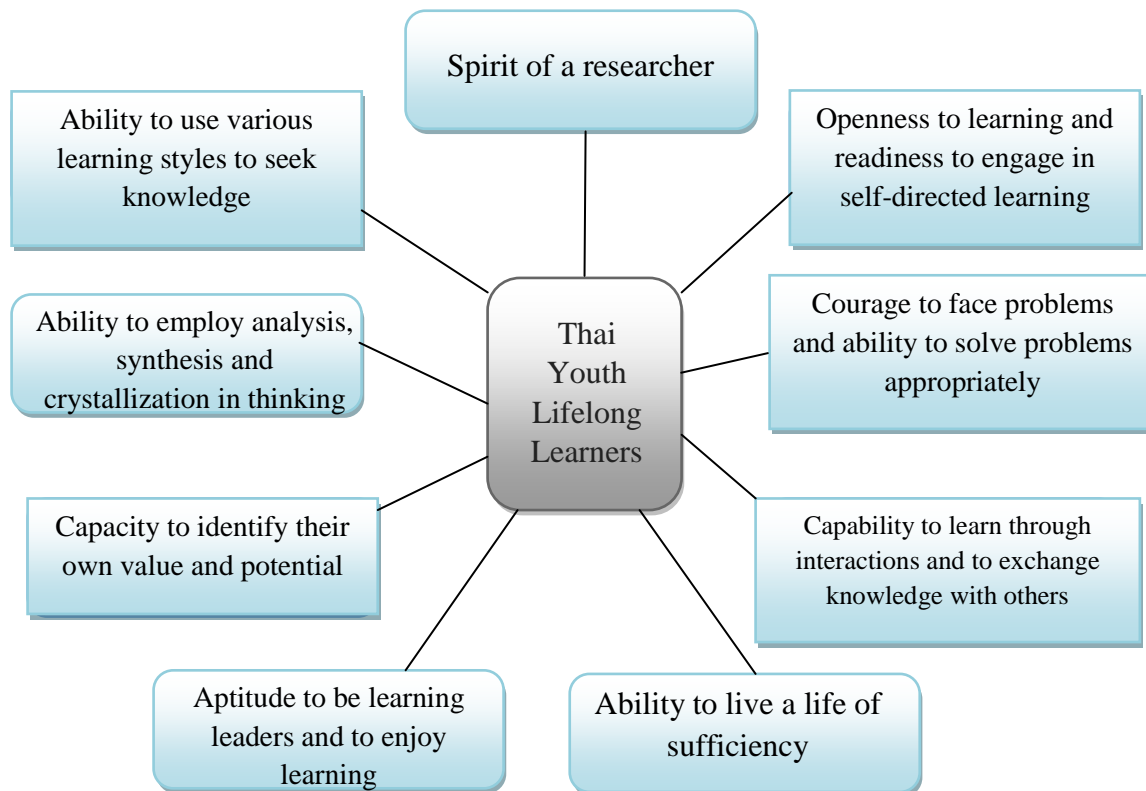 Spirit of a researcher
Ability to use various
learning styles to seek
knowledge
Openness to learning and
readiness to engage in
self-directed learning
Ability to employ analysis,
synthesis and
crystallization in thinking
Thai
Youth
Lifelong
Learners
Courage to face problems
and ability to solve problems
appropriately
Capacity to identify their
own value and potential
Capability to learn through
interactions and to exchange
knowledge with others
Aptitude to be learning
leaders and to enjoy
learning
Ability to live a life of
sufficiency